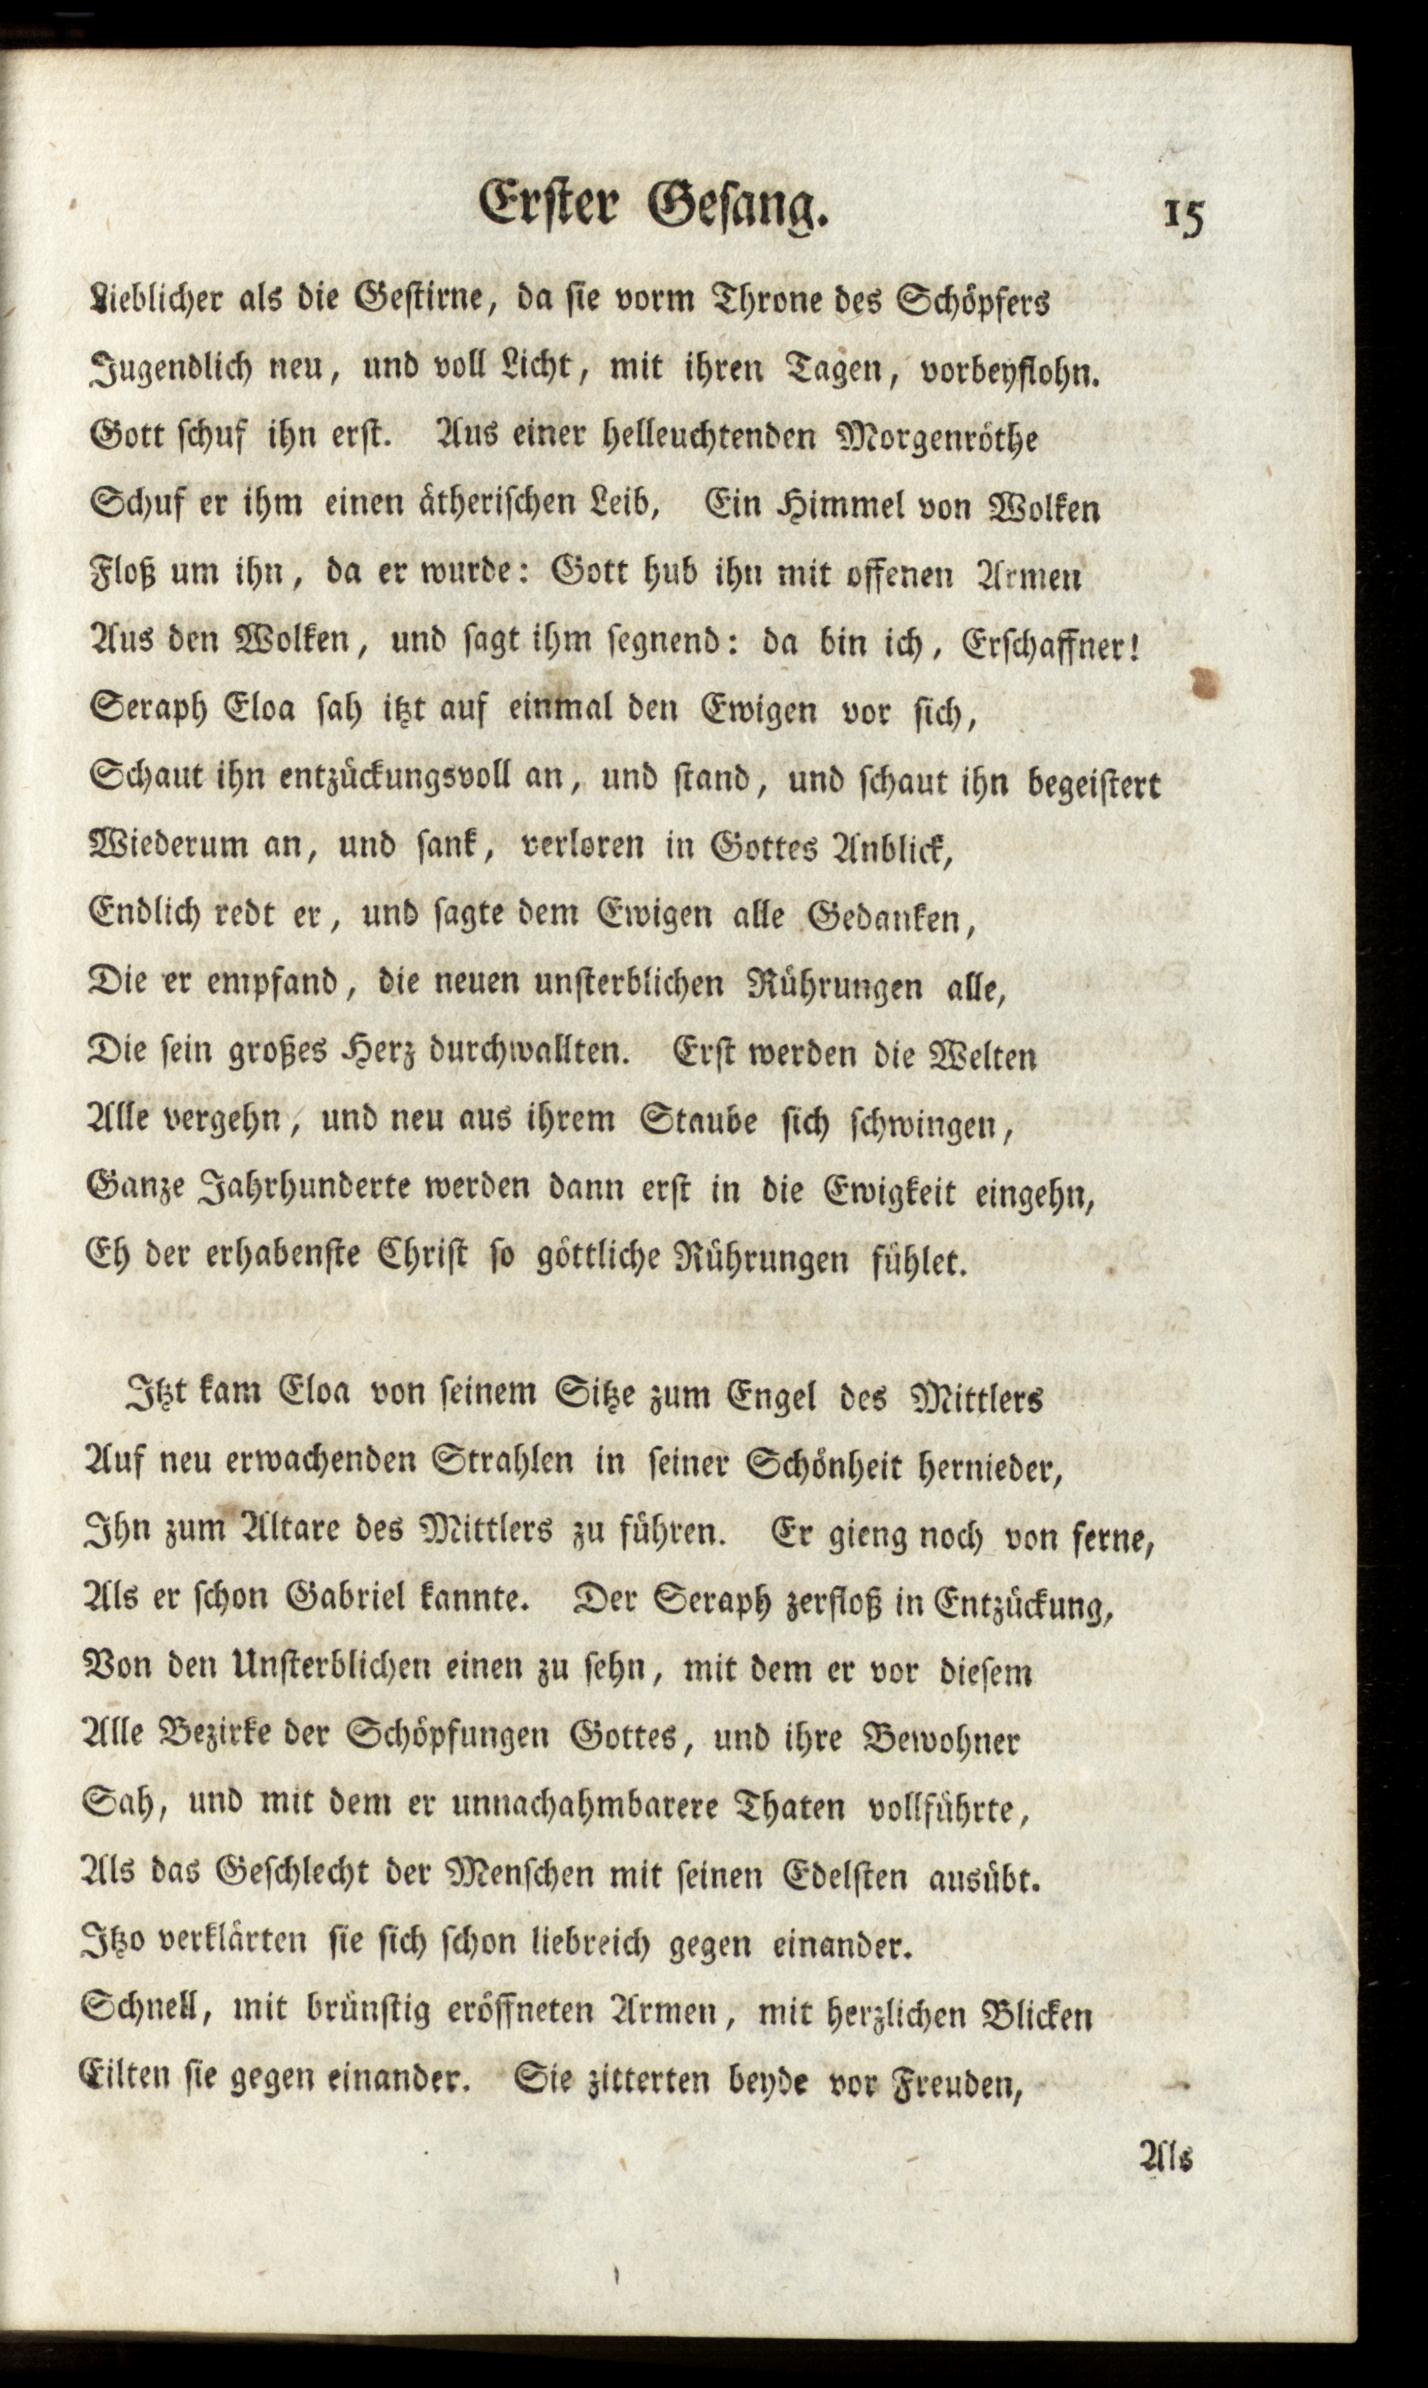 Erſter Geſang. 15
Lieblicher als die Geſtirne, da ſie vorm Throne des Schöpfers
Jugendlich neu, und voll Licht, mit ihren Tagen, vorbeyflohn.
Gott ſchuf ihn erſt. Aus einer helleuchtenden Morgenröthe
Schuf er ihm einen ätheriſchen Leib, Ein Himmel von Wolken
Floß um ihn, da er wurde: Gott hub ihn mit offenen Armen
Aus den Wolken, und ſagt ihm ſegnend: da bin ich, Erſchaffner!
Seraph Eloa ſah itzt auf einmal den Ewigen vor ſich,
Schaut ihn entzückungsvoll an, und ſtand, und ſchaut ihn begeiſtert
Wiederum an, und ſank, verloren in Gottes Anblick,
Endlich redt er, und ſagte dem Ewigen alle Gedanken,
Die er empfand, die neuen unſterblichen Rührungen alle,
Die ſein großes Herz durchwallten. Erſt werden die Welten
Alle vergehn, und neu aus ihrem Staube ſich ſchwingen,
Ganze Jahrhunderte werden dann erſt in die Ewigkeit eingehn,
Eh der erhabenſte Chriſt ſo göttliche Rührungen fühlet.
Itzt kam Eloa von ſeinem Sitze zum Engel des Mittlers
Auf neu erwachenden Strahlen in ſeiner Schönheit hernieder,
Ihn zum Altare des Mittlers zu führen. Er gieng noch von ferne,
Als er ſchon Gabriel kannte. Der Seraph zerfloß in Entzückung,
Von den Unſterblichen einen zu ſehn, mit dem er vor dieſem
Alle Bezirke der Schöpfungen Gottes, und ihre Bewohner
Sah, und mit dem er unnachahmbarere Thaten vollführte,
Als das Geſchlecht der Menſchen mit ſeinen Edelſten ausübt.
Itzo verklärten ſie ſich ſchon liebreich gegen einander.
Schnell, mit brünſtig eröffneten Armen, mit herzlichen Blicken
Eilten ſie gegen einander. Sie zitterten beyde vor Freuden,
Als